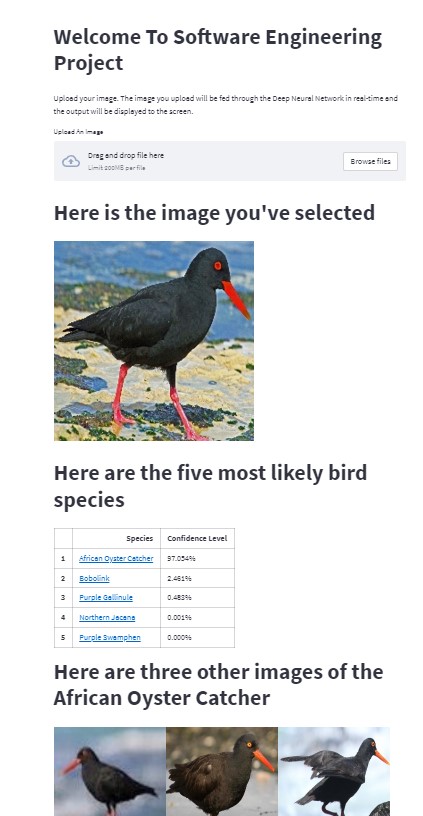 Welcome To Software Engineering
Project
Upload your image. The image you upload will be fed through the Deep Neural Network in real-time and
the output will be displayed to the screen.
Upload An Image
Drag and drop file here
Limit 200MB per file
Browse files
Here is the image you've selected
Here are the five most likely bird
species
Species Confidence Level
1 African Oyster Catcher 97.054%
2 Bobolink 2.461%
3 Purple Gallinule 0.483%
4 Northern Jacana 0.001%
5 Purple Swamphen 0.000%
Here are three other images of the
African Oyster Catcher